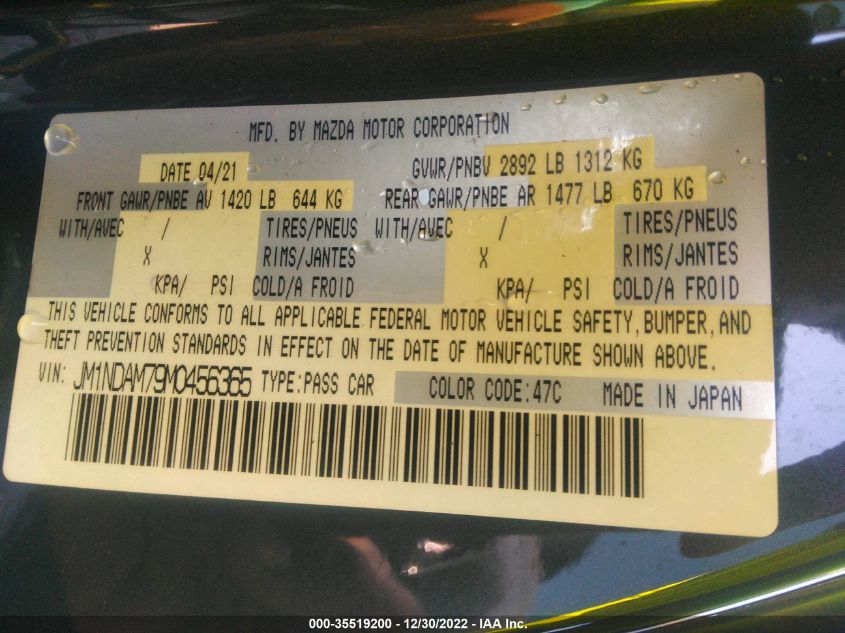 MFD. BY MAZDA MOTOR CORPORATION
DATE 04/21 GVWR/PNBV 2892 LB 1312 KG
FRONT GAWR/PNBE AV 1420 LB 644 KG REAR GAWR/PNBE AR 1477 LB 670 KG
WITH/AVEC / TIRES/PNEUS WITH/AVEC / TIRES/PNEUS
X RIMS/JANTES X RIMS/JANTES
KPA/ PSI COLD/A FROID KPA/ PSI COLD/A FROID
THIS VEHICLE CONFORMS TO ALL APPLICABLE FEDERAL MOTOR VEHICLE SAFETY, BUMPER, AND
THEFT PREVENTION STANDARDS IN EFFECT ON THE DATE OF MANUFACTURE SHOWN ABOVE.
VIN: JM1NDAM79M0456365 TYPE:PASS CAR COLOR CODE:47C MADE IN JAPAN
000-35519200 - 12/30/2022 - IAA Inc.